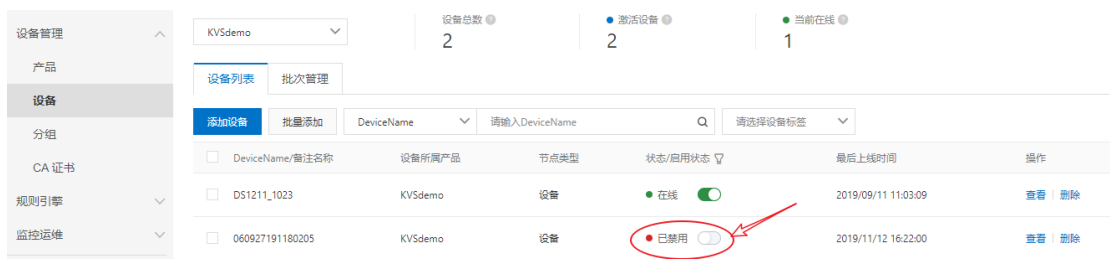 设备管理
产品
设备
分组
CA 证书
规则引擎
监控运维
KVSdemo
设备总数
2
激活设备
2
当前在线
1
设备列表 批次管理
添加设备 批量添加 DeviceName 请输入DeviceName 请选择设备标签
DeviceName/备注名称 设备所属产品 节点类型 状态/启用状态 最后上线时间 操作
DS1211_1023 KVSdemo 设备 在线 2019/09/11 11:03:09 查看 删除
060927191180205 KVSdemo 设备 已禁用 2019/11/12 16:22:00 查看 删除